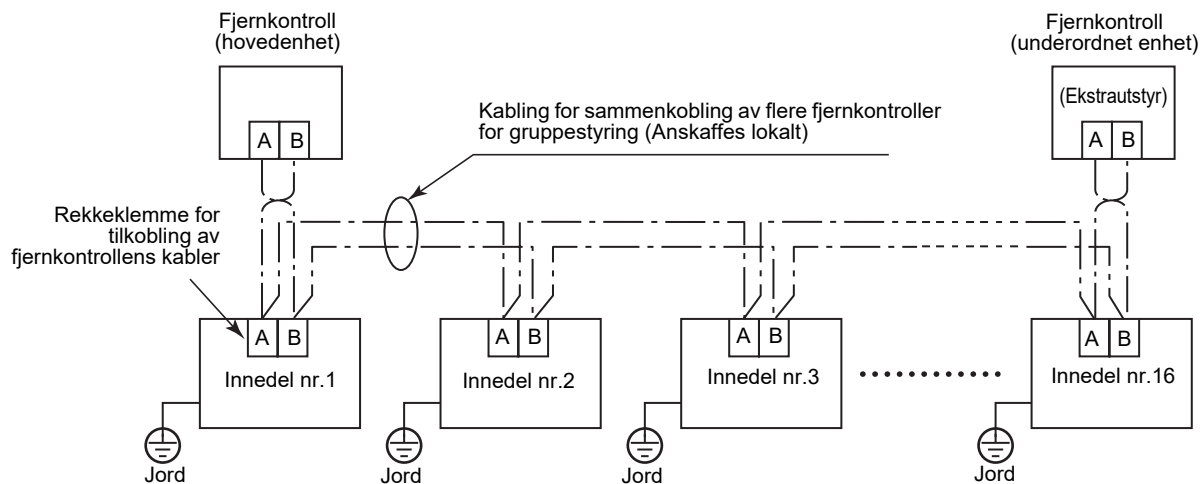 Fjernkontroll
(hovedenhet)
Fjernkontroll
(underordnet enhet)
(Ekstrautstyr)
Kabling for sammenkobling av flere fjernkontroller
for gruppestyring (Anskaffes lokalt)
A B
A B
Rekkeklemme for
tilkobling av
fjernkontrollens kabler
A B
A B
A B
A B
Innedel nr.1
Innedel nr.2
Innedel nr.3
Innedel nr.16
Jord
Jord
Jord
Jord